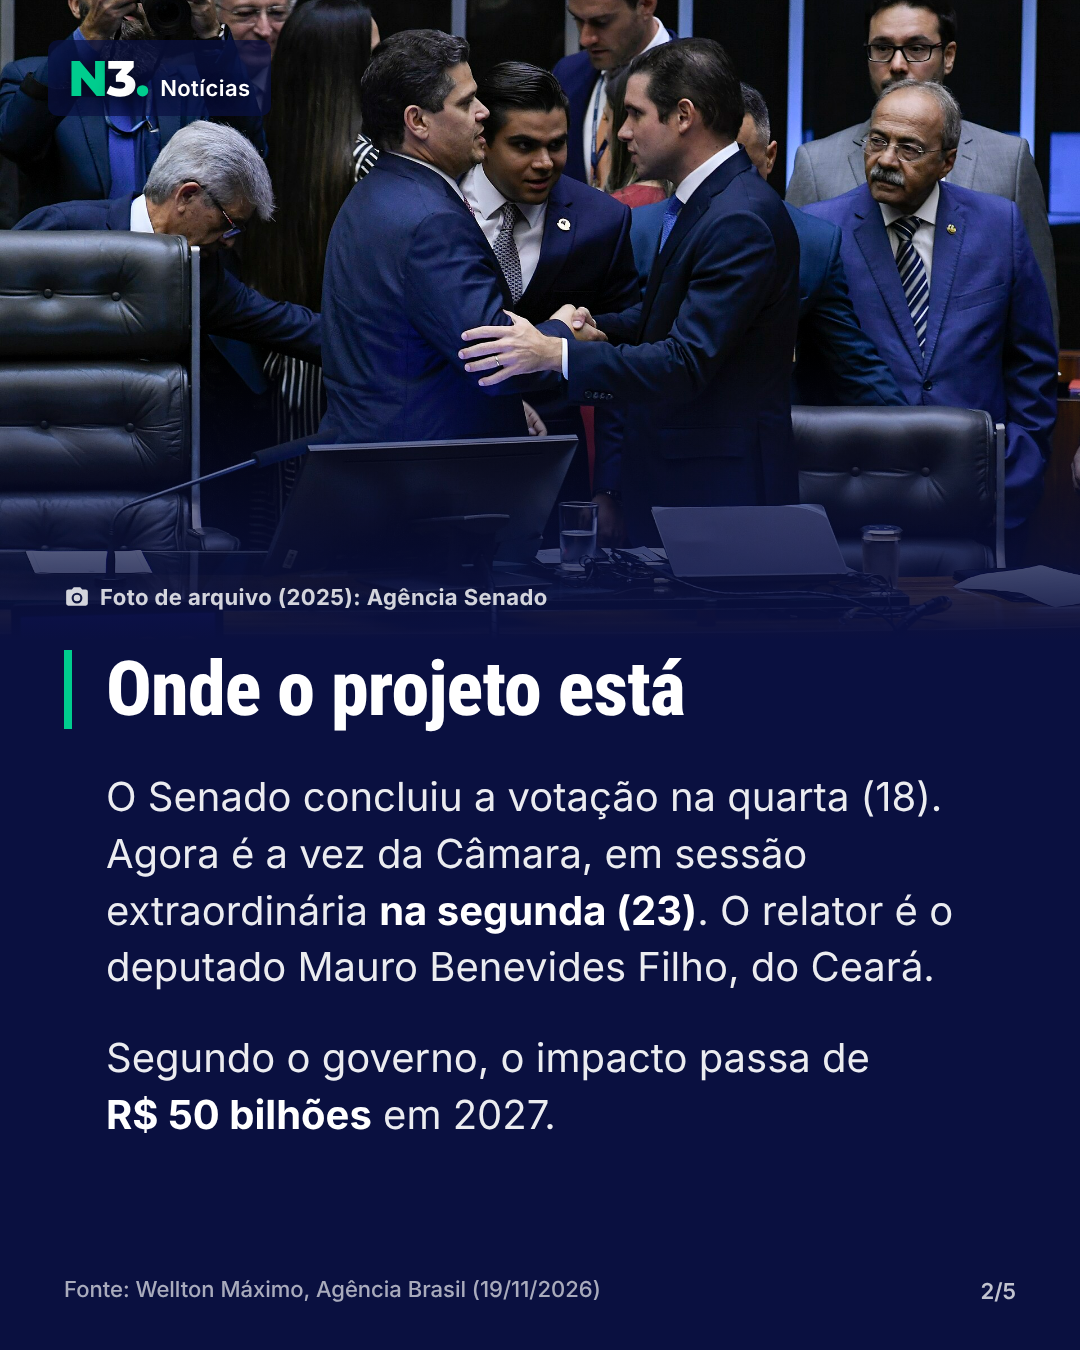 N3. Notícias
Foto de arquivo (2025): Agência Senado
Onde o projeto está
O Senado concluiu a votação na quarta (18).
Agora é a vez da Câmara, em sessão
extraordinária na segunda (23). O relator é o
deputado Mauro Benevides Filho, do Ceará.
Segundo o governo, o impacto passa de
R$ 50 bilhões em 2027.
Fonte: Wellton Máximo, Agência Brasil (19/11/2026)
2/5